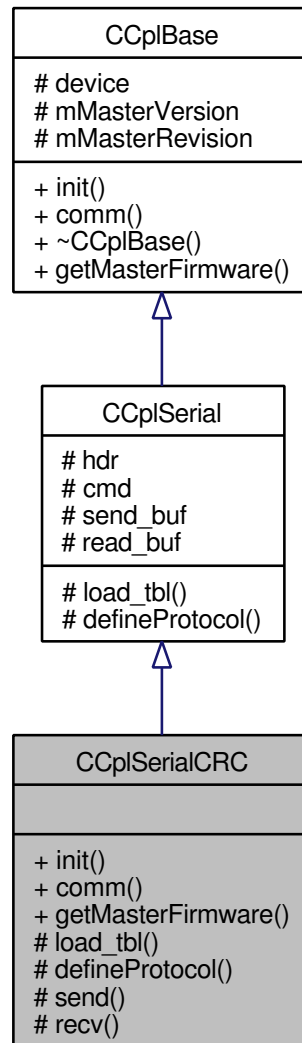 CCplBase
# device
# mMasterVersion
# mMasterRevision
+ init()
+ comm()
+ ~CCplBase()
+ getMasterFirmware()
CCplSerial
# hdr
# cmd
# send_buf
# read_buf
# load_tbl()
# defineProtocol()
CCplSerialCRC
+ init()
+ comm()
+ getMasterFirmware()
# load_tbl()
# defineProtocol()
# send()
# recv()